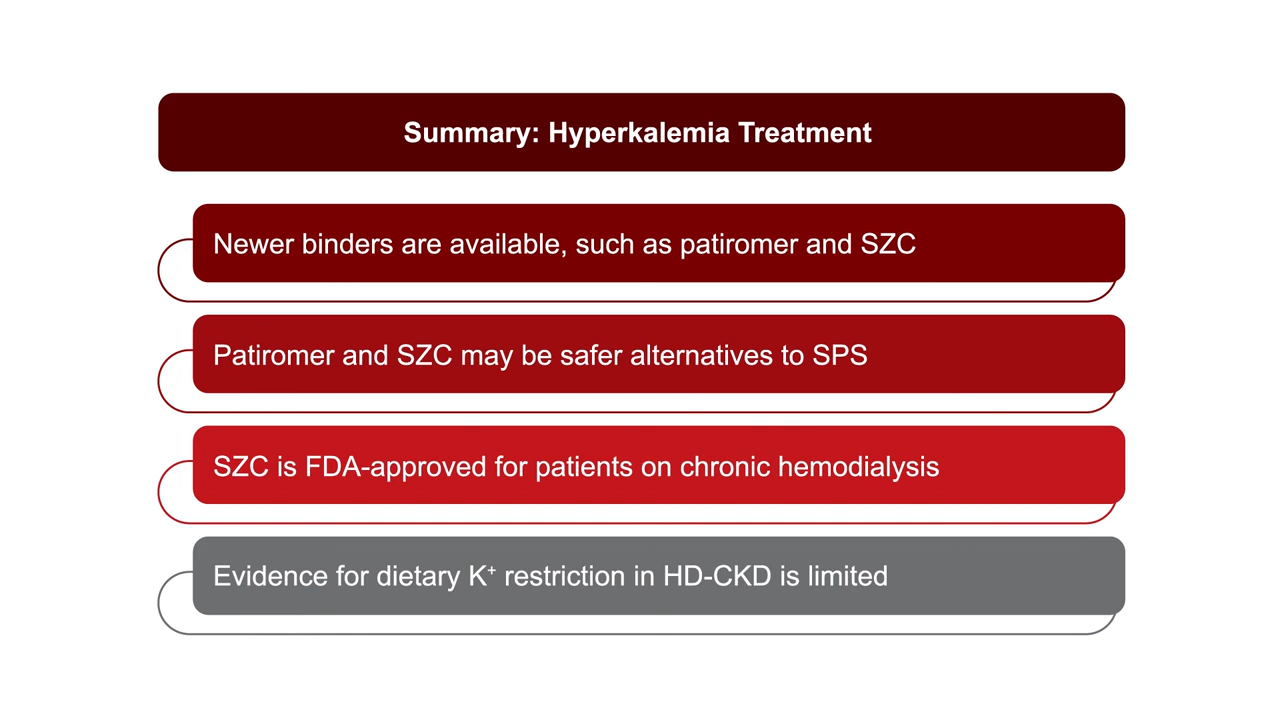 Summary: Hyperkalemia Treatment
Newer binders are available, such as patiromer and SZC
Patiromer and SZC may be safer alternatives to SPS
SZC is FDA-approved for patients on chronic hemodialysis
Evidence for dietary K⁺ restriction in HD-CKD is limited